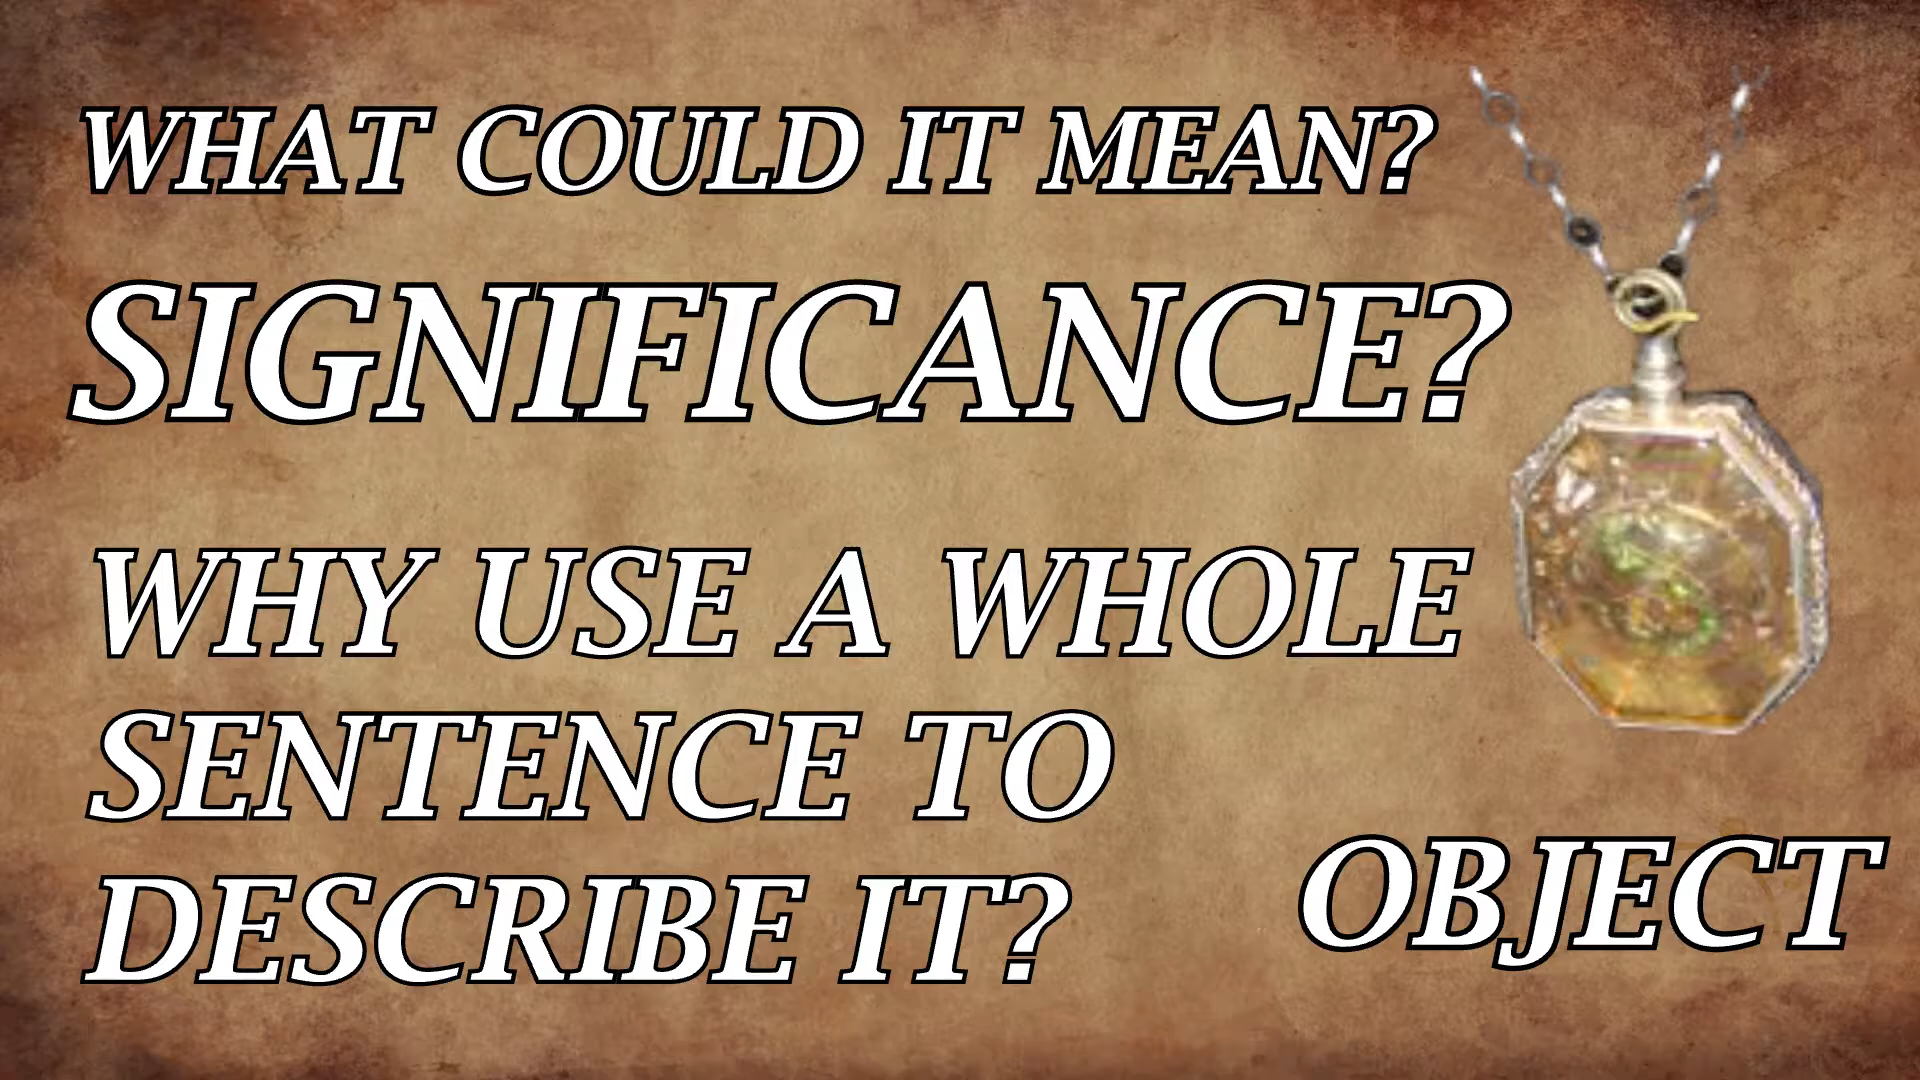 WHAT COULD IT MEAN?
SIGNIFICANCE?
WHY USE A WHOLE
SENTENCE TO
DESCRIBE IT?
OBJECT